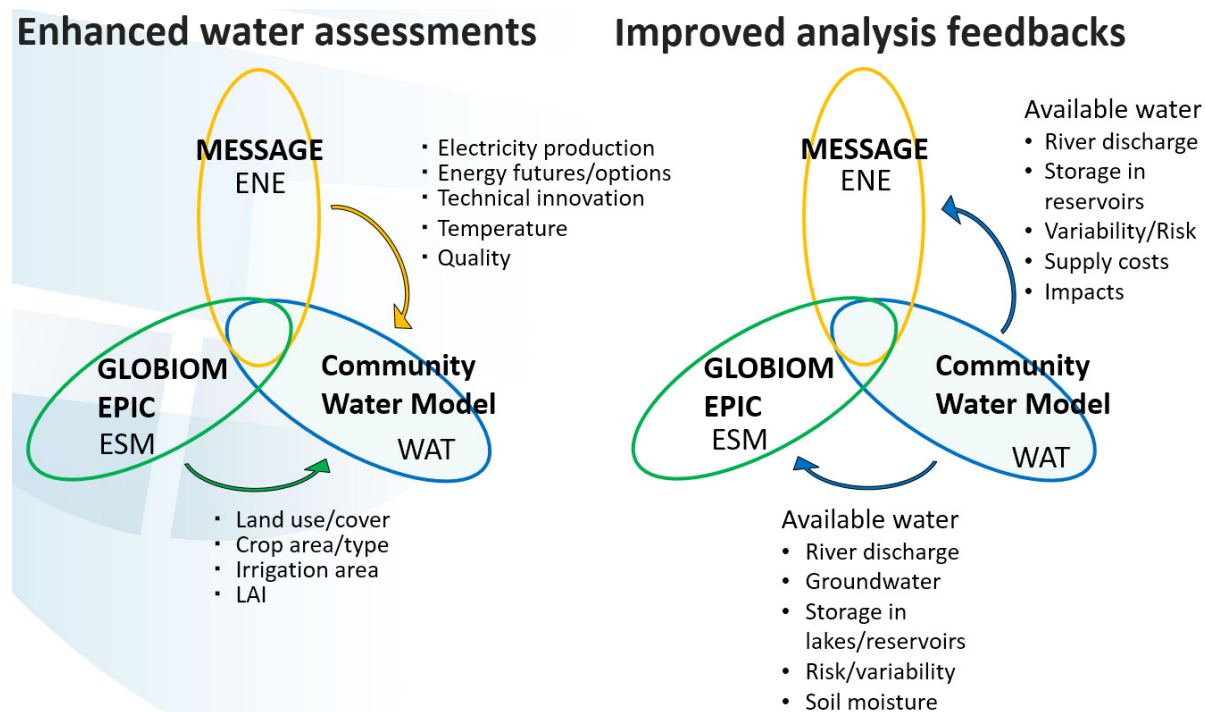 Enhanced water assessments
MESSAGE
ENE
▪ Electricity production
▪ Energy futures/options
▪ Technical innovation
▪ Temperature
▪ Quality
GLOBIOM
EPIC
ESM
Community
Water Model
WAT
▪ Land use/cover
▪ Crop area/type
▪ Irrigation area
▪ LAI
Improved analysis feedbacks
MESSAGE
ENE
Available water
• River discharge
• Storage in
reservoirs
• Variability/Risk
• Supply costs
• Impacts
GLOBIOM
EPIC
ESM
Community
Water Model
WAT
Available water
• River discharge
• Groundwater
• Storage in
lakes/reservoirs
• Risk/variability
• Soil moisture